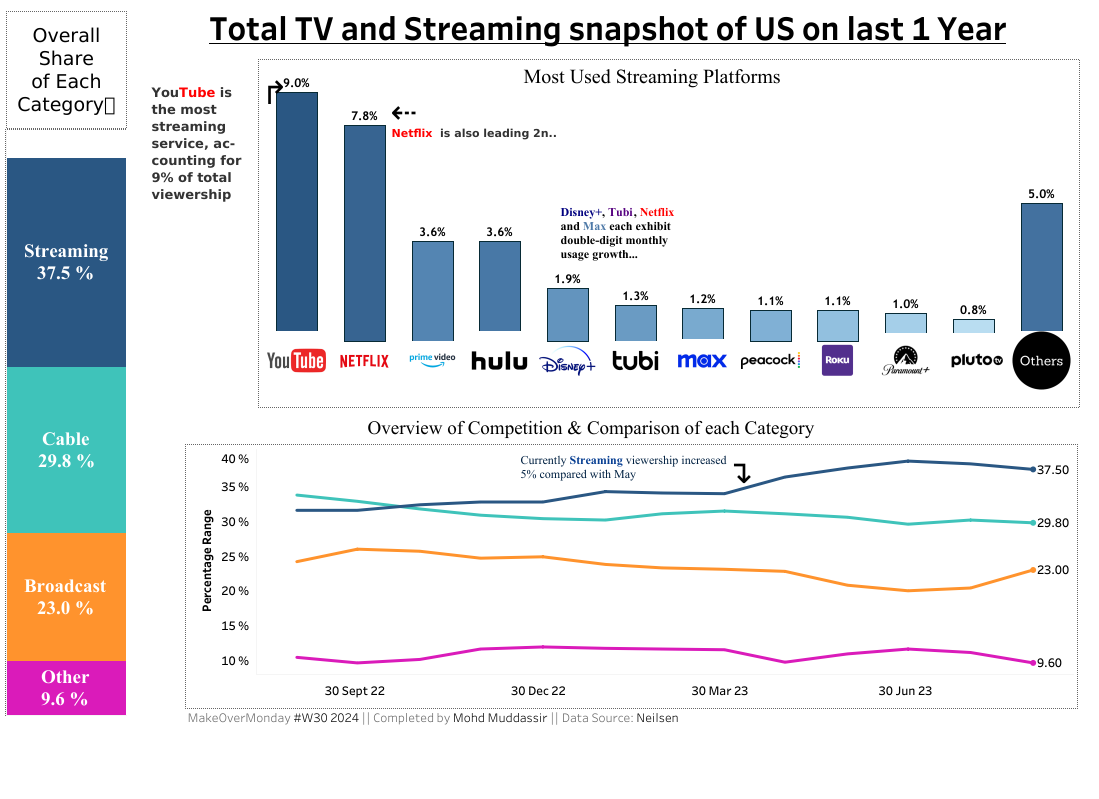 Total TV and Streaming snapshot of US on last 1 Year
Overall
Share
of Each
Category
Streaming
37.5 %
Cable
29.8 %
Broadcast
23.0 %
Other
9.6 %
YouTube is
the most
streaming
service, ac-
counting for
9% of total
viewership
Most Used Streaming Platforms
9.0%
7.8%
Netflix is also leading 2n..
3.6%
3.6%
Disney+, Tubi, Netflix
and Max each exhibit
double-digit monthly
usage growth...
1.9%
1.3%
1.2%
1.1%
1.1%
1.0%
0.8%
5.0%
YouTube
NETFLIX
prime video
hulu
Disney+
tubi
max
peacock
Roku
Paramount+
pluto tv
Others
Overview of Competition & Comparison of each Category
Currently Streaming viewership increased
5% compared with May
Percentage Range
40 %
35 %
30 %
25 %
20 %
15 %
10 %
37.50
29.80
23.00
9.60
30 Sept 22
30 Dec 22
30 Mar 23
30 Jun 23
MakeOverMonday #W30 2024 || Completed by Mohd Muddassir || Data Source: Neilsen